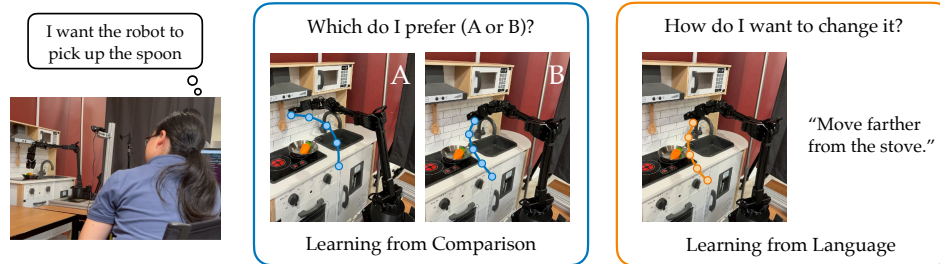 I want the robot to
pick up the spoon
Which do I prefer (A or B)?
A
B
Learning from Comparison
How do I want to change it?
“Move farther
from the stove.”
Learning from Language